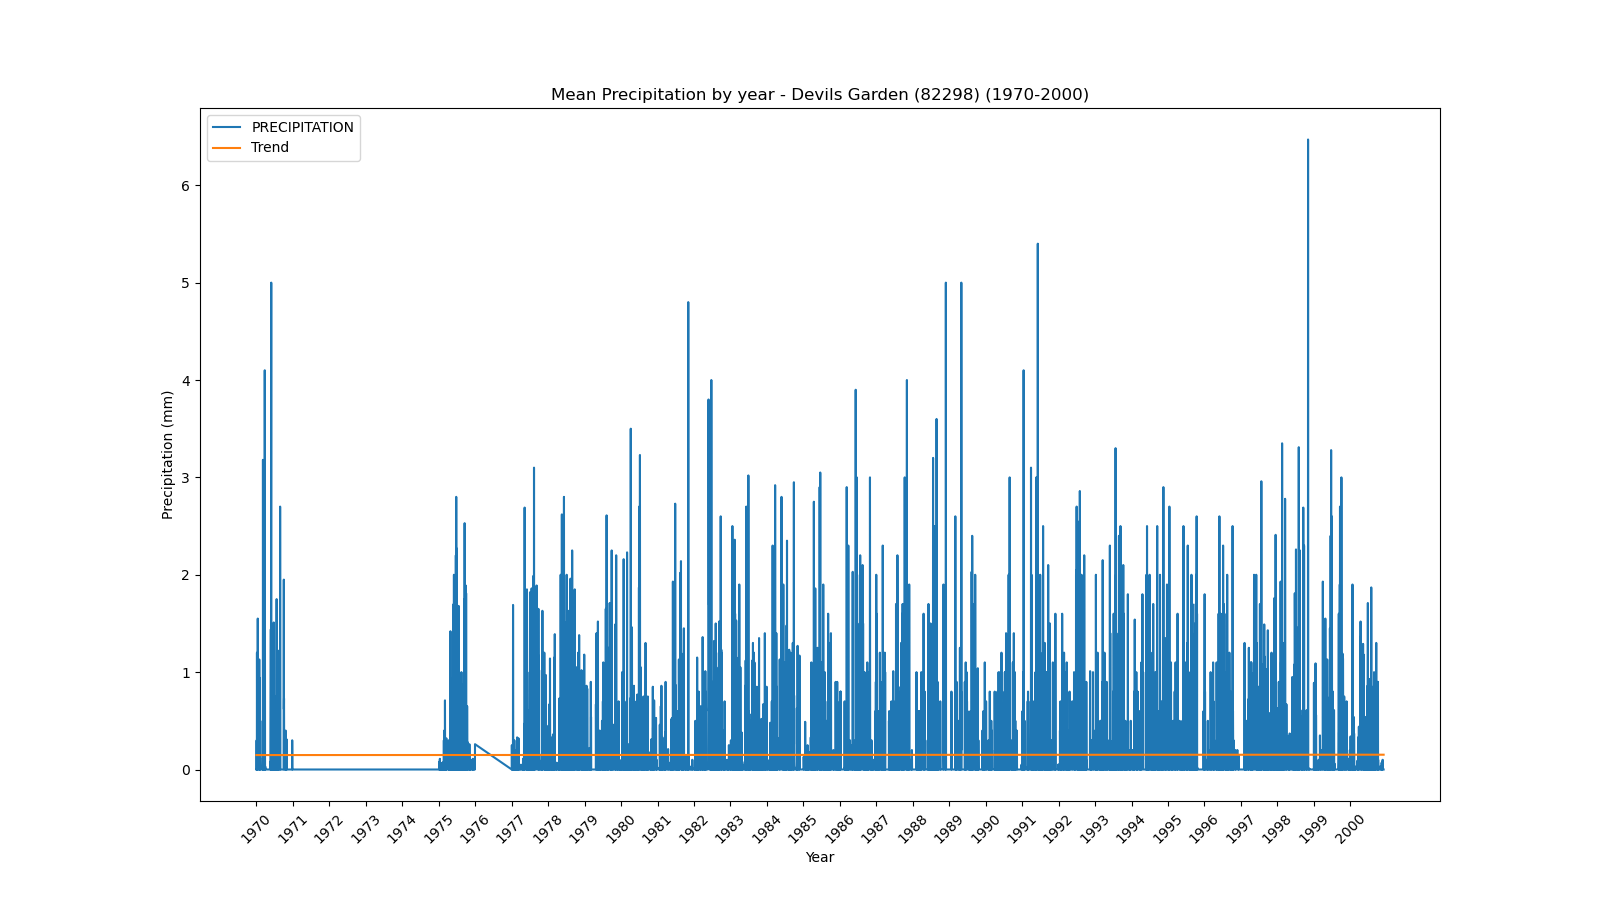 Mean Precipitation by year - Devils Garden (82298) (1970-2000)
PRECIPITATION
Trend
6
5
4
3
2
1
0
Precipitation (mm)
1970 1971 1972 1973 1974 1975 1976 1977 1978 1979 1980 1981 1982 1983 1984 1985 1986 1987 1988 1989 1990 1991 1992 1993 1994 1995 1996 1997 1998 1999 2000
Year